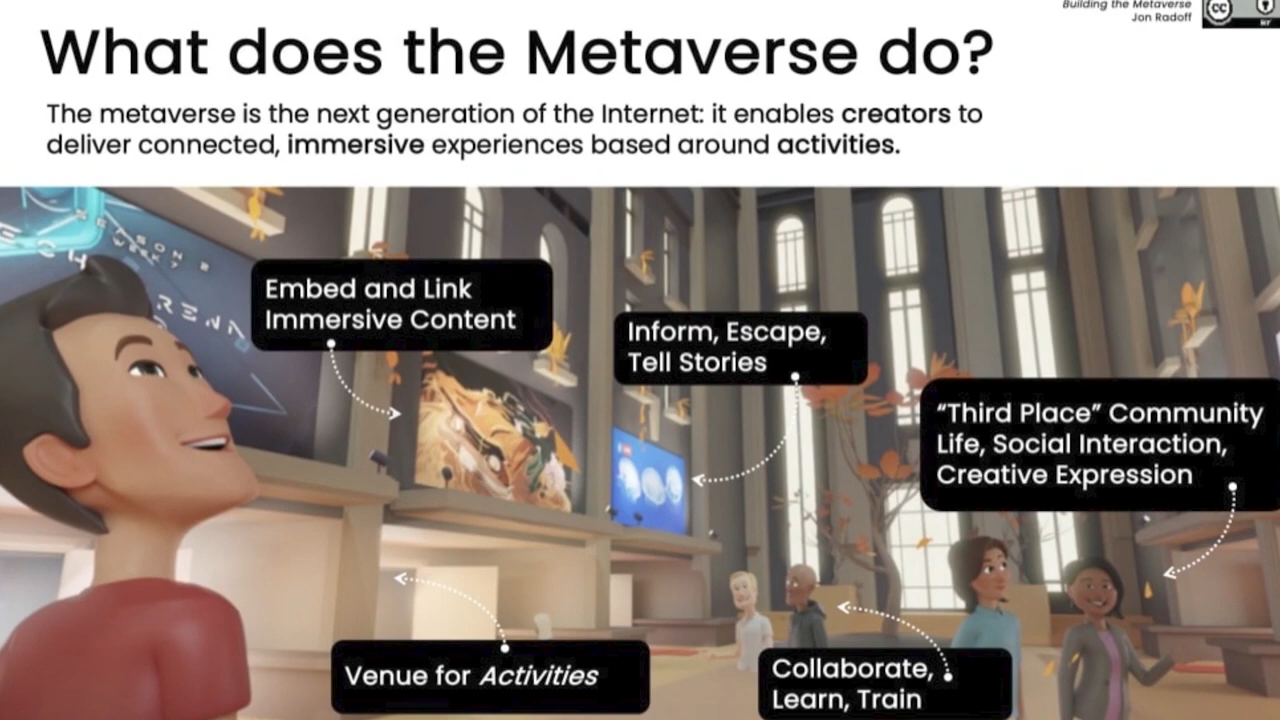 Building the Metaverse
Jon Radoff
cc
BY
What does the Metaverse do?
The metaverse is the next generation of the Internet: it enables creators to
deliver connected, immersive experiences based around activities.
Embed and Link
Immersive Content
Inform, Escape,
Tell Stories
“Third Place” Community
Life, Social Interaction,
Creative Expression
Venue for Activities
Collaborate,
Learn, Train